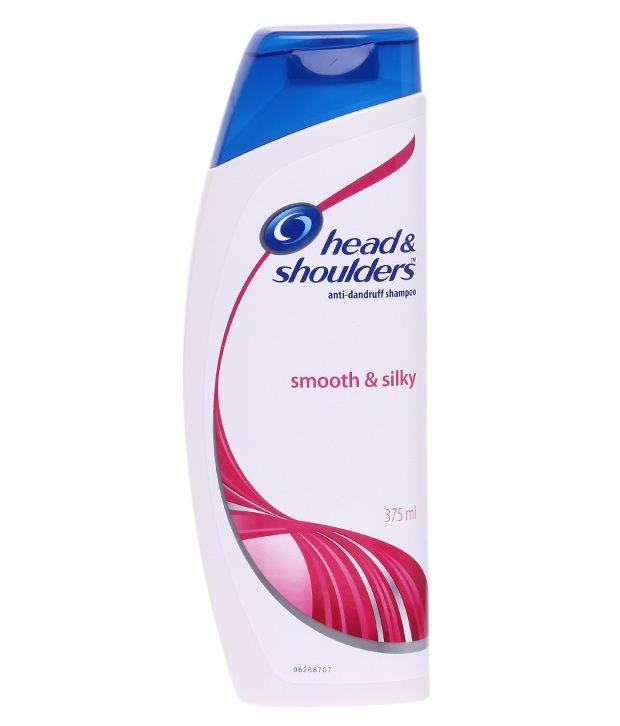 head &
shoulders™
anti-dandruff shampoo
smooth & silky
375 ml
96268707